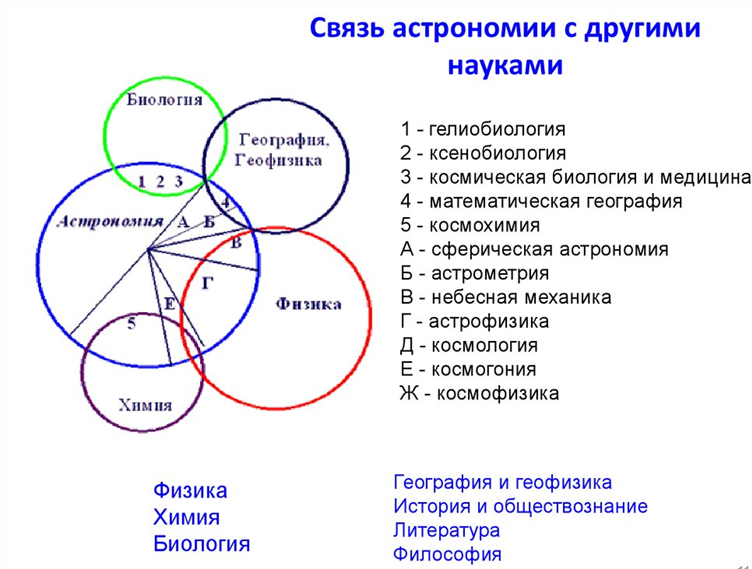 Связь астрономии с другими
науками
Биология
География,
Геофизика
1 2 3
4
Астрономия
А Б
В
Г
Физика
Е
5
Химия
1 - гелиобиология
2 - ксенобиология
3 - космическая биология и медицина
4 - математическая география
5 - космохимия
А - сферическая астрономия
Б - астрометрия
В - небесная механика
Г - астрофизика
Д - космология
Е - космогония
Ж - космофизика
Физика
Химия
Биология
География и геофизика
История и обществознание
Литература
Философия